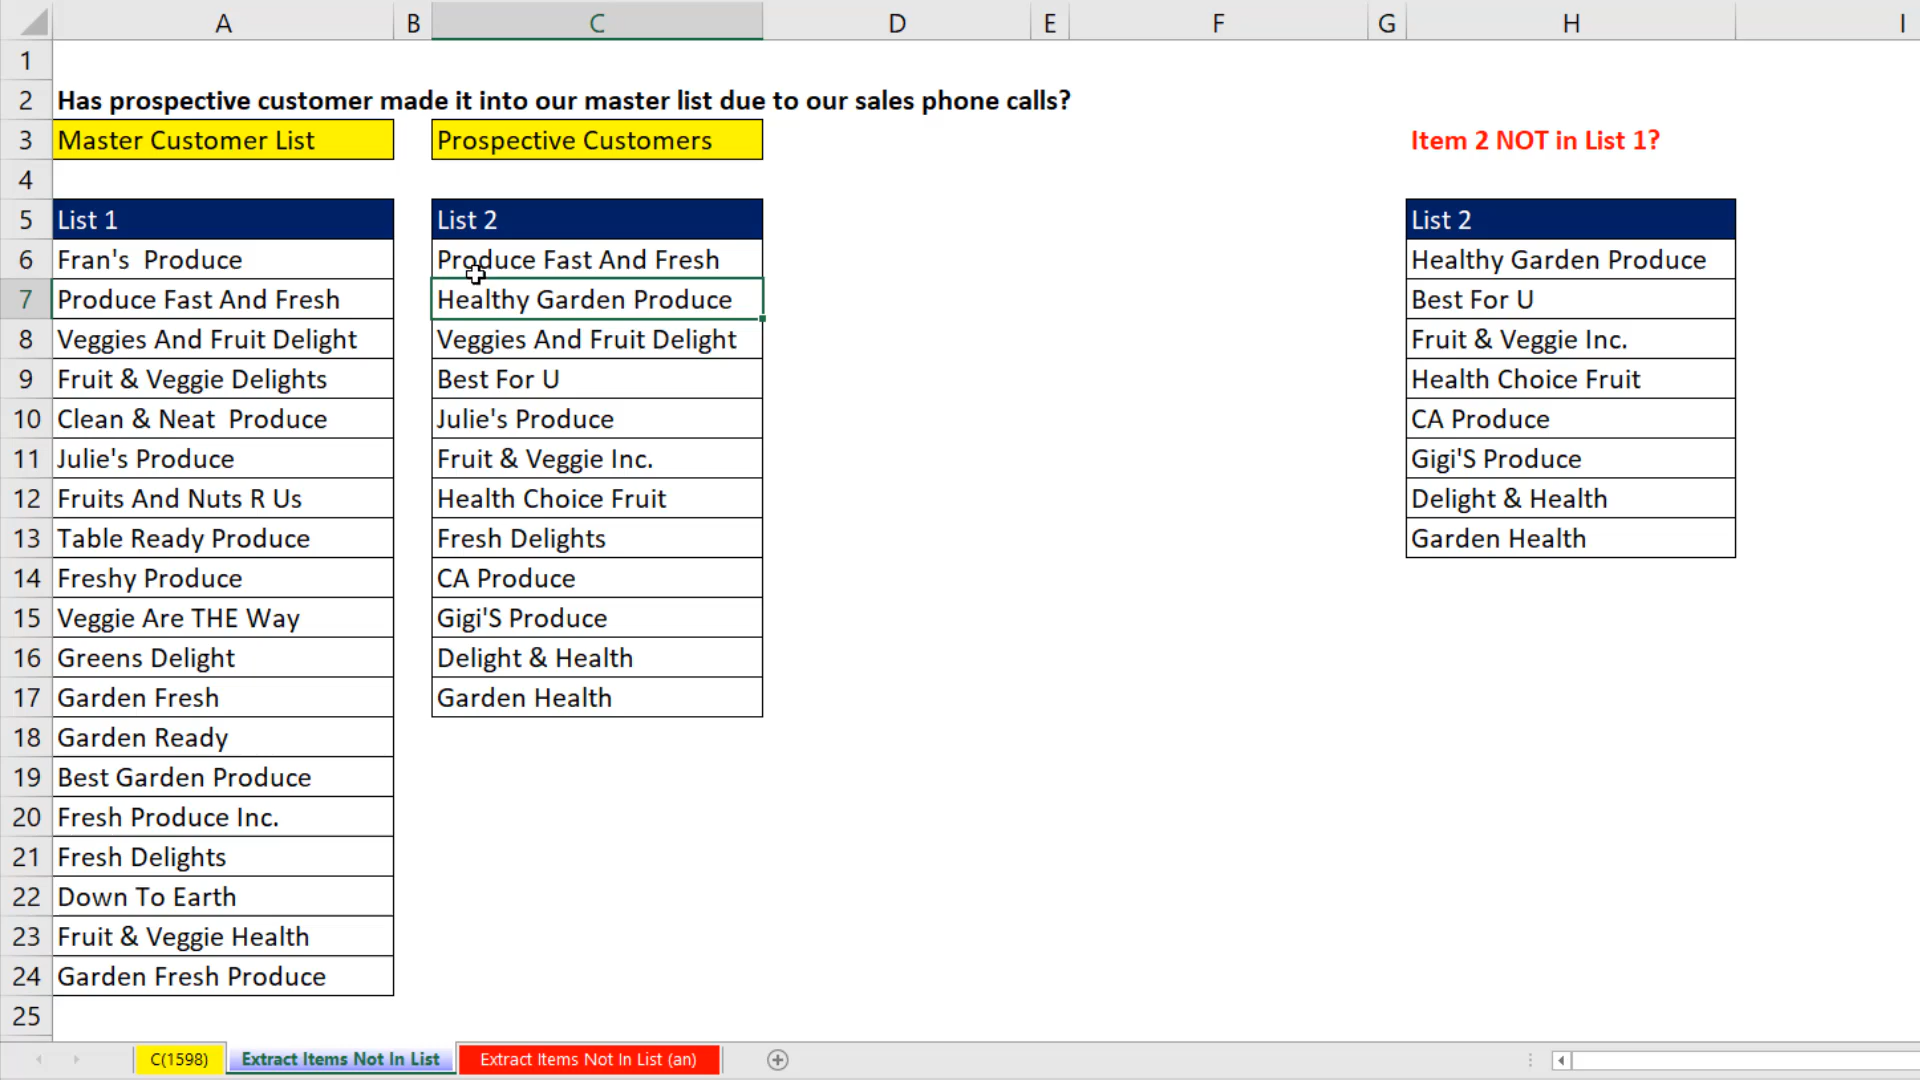 A B C D E F G H I
1
2 Has prospective customer made it into our master list due to our sales phone calls?
3 Master Customer List Prospective Customers Item 2 NOT in List 1?
4
5 List 1 List 2 List 2
6 Fran's  Produce Produce Fast And Fresh Healthy Garden Produce
7 Produce Fast And Fresh Healthy Garden Produce Best For U
8 Veggies And Fruit Delight Veggies And Fruit Delight Fruit & Veggie Inc.
9 Fruit & Veggie Delights Best For U Health Choice Fruit
10 Clean & Neat  Produce Julie's Produce CA Produce
11 Julie's Produce Fruit & Veggie Inc. Gigi'S Produce
12 Fruits And Nuts R Us Health Choice Fruit Delight & Health
13 Table Ready Produce Fresh Delights Garden Health
14 Freshy Produce CA Produce
15 Veggie Are THE Way Gigi'S Produce
16 Greens Delight Delight & Health
17 Garden Fresh Garden Health
18 Garden Ready
19 Best Garden Produce
20 Fresh Produce Inc.
21 Fresh Delights
22 Down To Earth
23 Fruit & Veggie Health
24 Garden Fresh Produce
25
C(1598) Extract Items Not In List Extract Items Not In List (an)